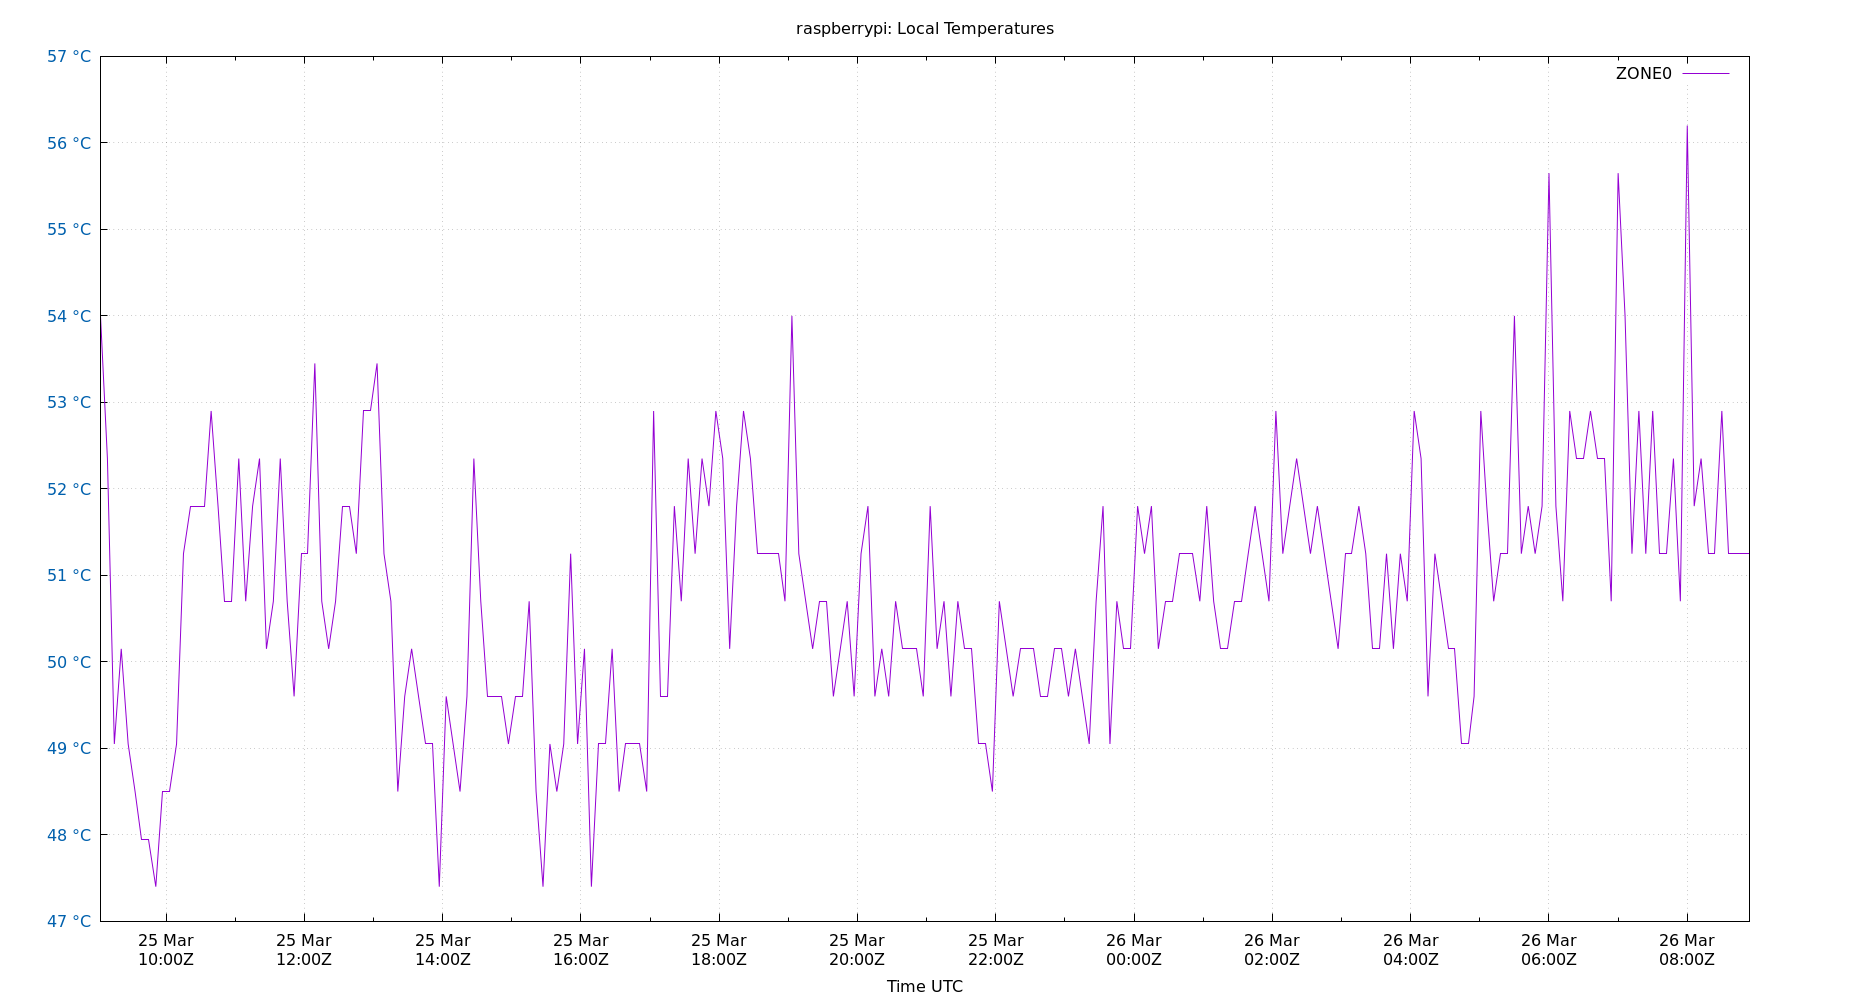 raspberrypi: Local Temperatures
57 °C
56 °C
55 °C
54 °C
53 °C
52 °C
51 °C
50 °C
49 °C
48 °C
47 °C
ZONE0
25 Mar
10:00Z
25 Mar
12:00Z
25 Mar
14:00Z
25 Mar
16:00Z
25 Mar
18:00Z
25 Mar
20:00Z
25 Mar
22:00Z
26 Mar
00:00Z
26 Mar
02:00Z
26 Mar
04:00Z
26 Mar
06:00Z
26 Mar
08:00Z
Time UTC